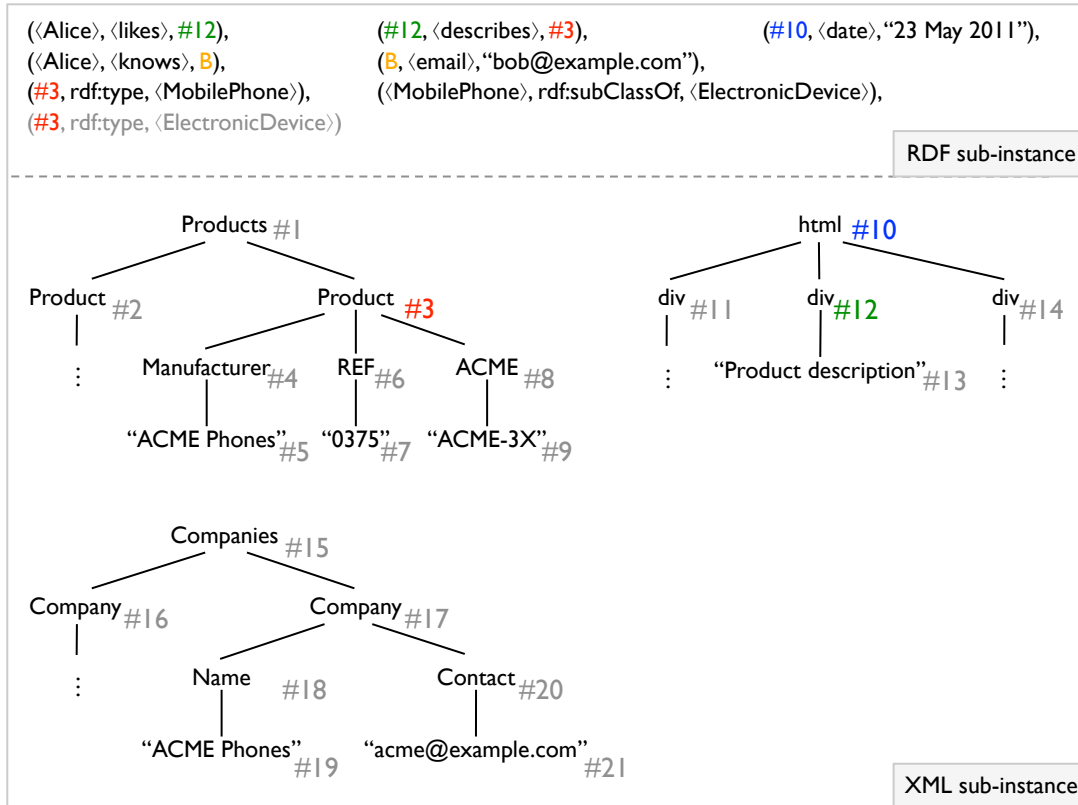 (⟨Alice⟩, ⟨likes⟩, #12), (#12, ⟨describes⟩, #3), (#10, ⟨date⟩, “23 May 2011”),
(⟨Alice⟩, ⟨knows⟩, B), (B, ⟨email⟩, “bob@example.com”),
(#3, rdf:type, ⟨MobilePhone⟩), (⟨MobilePhone⟩, rdf:subClassOf, ⟨ElectronicDevice⟩),
(#3, rdf:type, ⟨ElectronicDevice⟩)
RDF sub-instance
Products #1 html #10
Product #2 Product #3 div #11 div #12 div #14
⋮ Manufacturer #4 REF #6 ACME #8 ⋮ “Product description” #13 ⋮
“ACME Phones” #5 “0375” #7 “ACME-3X” #9
Companies #15
Company #16 Company #17
⋮ Name #18 Contact #20
“ACME Phones” #19 “acme@example.com” #21
XML sub-instance